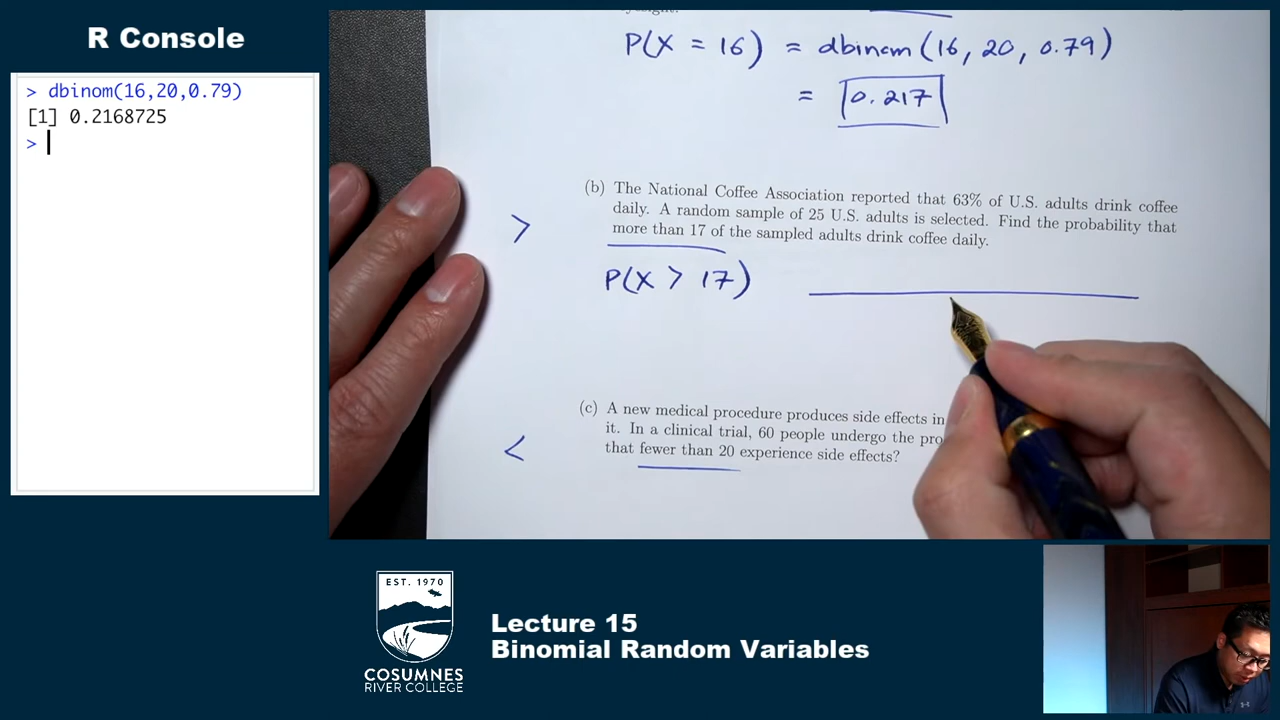 R Console
> dbinom(16,20,0.79)
[1] 0.2168725
>
P(X = 16) = dbinom(16, 20, 0.79)
= 0.217
(b) The National Coffee Association reported that 63% of U.S. adults drink coffee
daily. A random sample of 25 U.S. adults is selected. Find the probability that
more than 17 of the sampled adults drink coffee daily.
>
P(X > 17)
(c) A new medical procedure produces side effects in
it. In a clinical trial, 60 people undergo the
that fewer than 20 experience side effects?
<
EST. 1970
COSUMNES
RIVER COLLEGE
Lecture 15
Binomial Random Variables